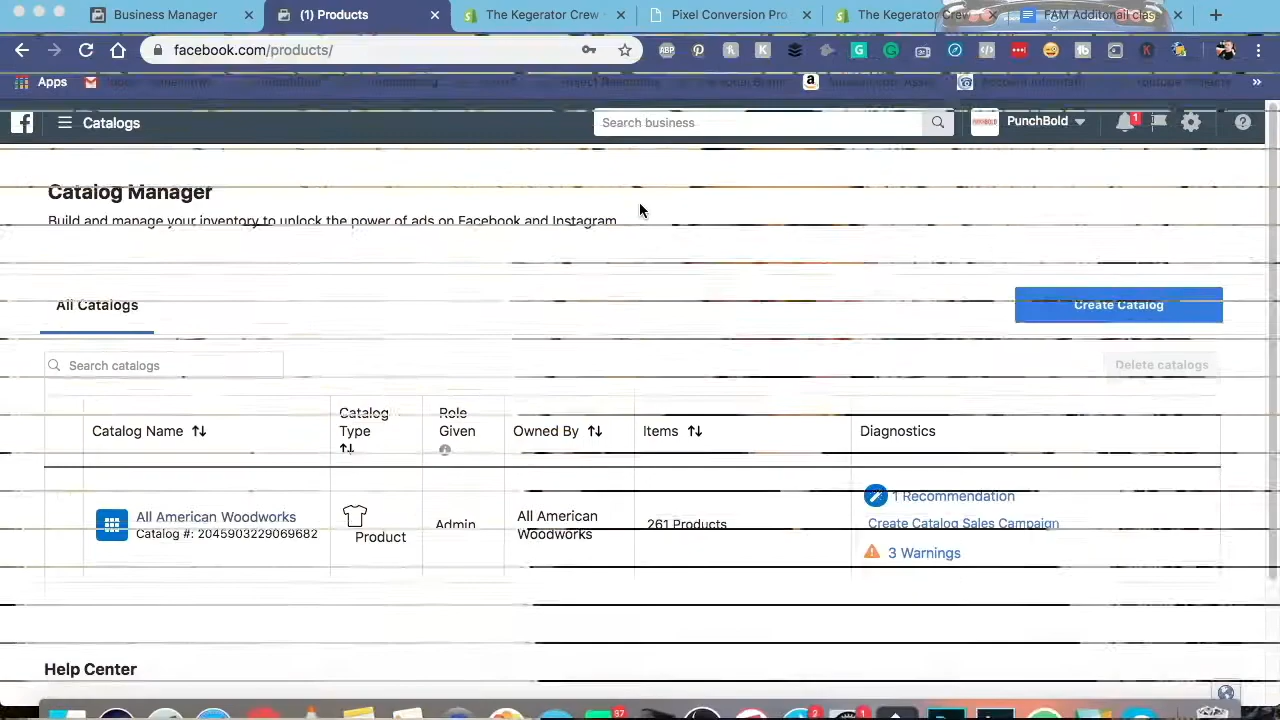 Business Manager
(1) Products
The Kegerator Crew
Pixel Conversion Pro
The Kegerator Crew
FAM Additonail clas
facebook.com/products/
ABP
Apps
Catalogs
Search business
PunchBold
1
Catalog Manager
Build and manage your inventory to unlock the power of ads on Facebook and Instagram
All Catalogs
Create Catalog
Search catalogs
Delete catalogs
Catalog Name
Catalog Type
Role Given
Owned By
Items
Diagnostics
All American Woodworks
Catalog #: 2045903229069682
Product
Admin
All American
Woodworks
261 Products
1 Recommendation
Create Catalog Sales Campaign
3 Warnings
Help Center